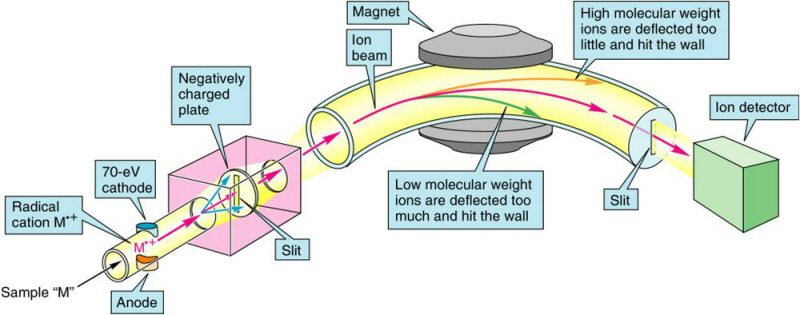 Magnet
High molecular weight
ions are deflected too
little and hit the wall
Ion
beam
Negatively
charged
plate
Ion detector
70-eV
cathode
Radical
cation M•+
M•+
Low molecular weight
ions are deflected too
much and hit the wall
Slit
Slit
Sample “M”
Anode